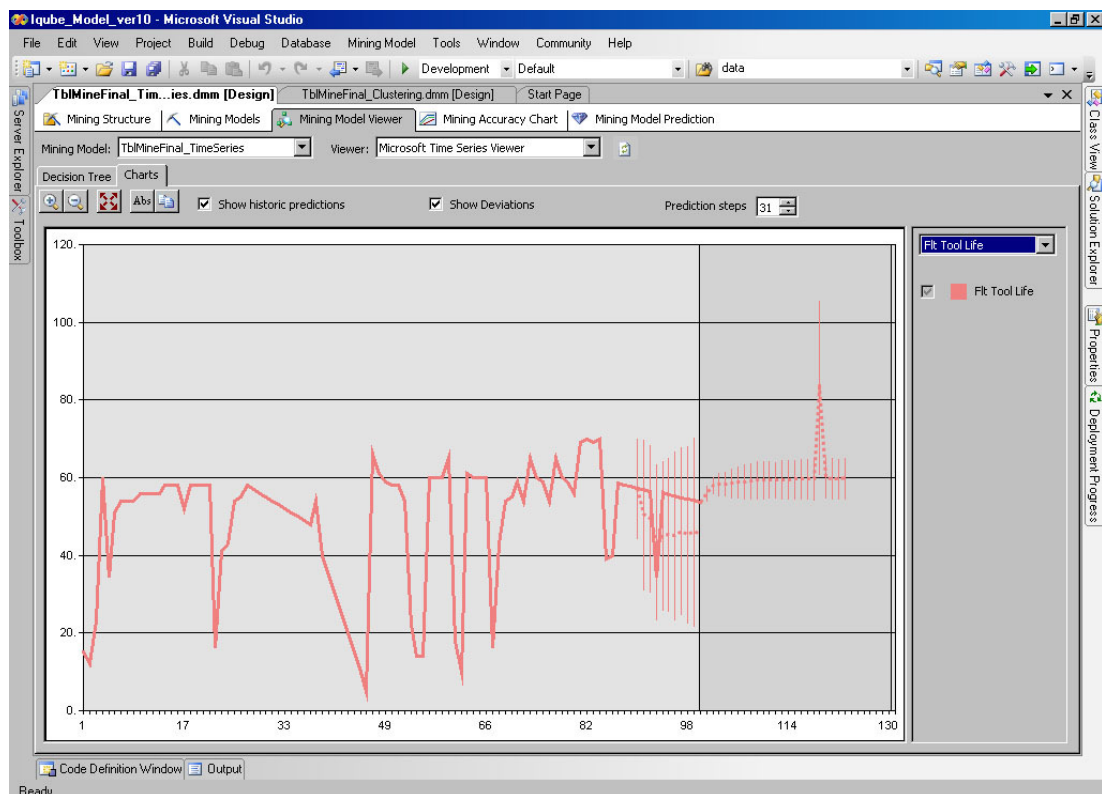 Iqube_Model_ver10 - Microsoft Visual Studio
File Edit View Project Build Debug Database Mining Model Tools Window Community Help
Development Default data
TblMineFinal_Tim...ies.dmm [Design] TblMineFinal_Clustering.dmm [Design] Start Page
Mining Structure Mining Models Mining Model Viewer Mining Accuracy Chart Mining Model Prediction
Mining Model: TblMineFinal_TimeSeries Viewer: Microsoft Time Series Viewer
Decision Tree Charts
Abs Show historic predictions Show Deviations Prediction steps 31
Server Explorer
Toolbox
120.
100.
80.
60.
40.
20.
0.
1 17 33 49 66 82 98 114 130
Flt Tool Life
Flt Tool Life
Class View
Solution Explorer
Properties
Deployment Progress
Code Definition Window Output
Ready